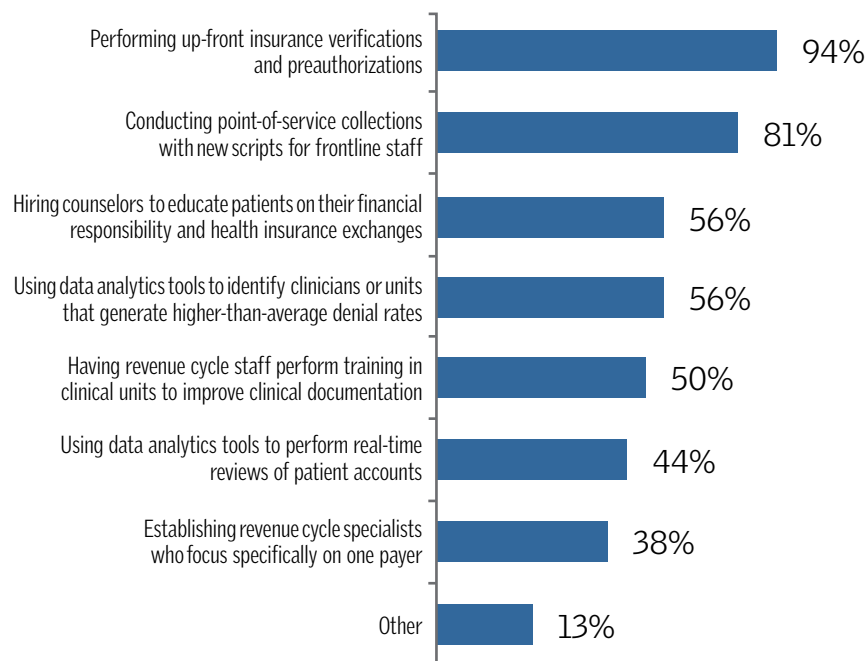 Performing up-front insurance verifications
and preauthorizations
94%
Conducting point-of-service collections
with new scripts for frontline staff
81%
Hiring counselors to educate patients on their financial
responsibility and health insurance exchanges
56%
Using data analytics tools to identify clinicians or units
that generate higher-than-average denial rates
56%
Having revenue cycle staff perform training in
clinical units to improve clinical documentation
50%
Using data analytics tools to perform real-time
reviews of patient accounts
44%
Establishing revenue cycle specialists
who focus specifically on one payer
38%
Other
13%